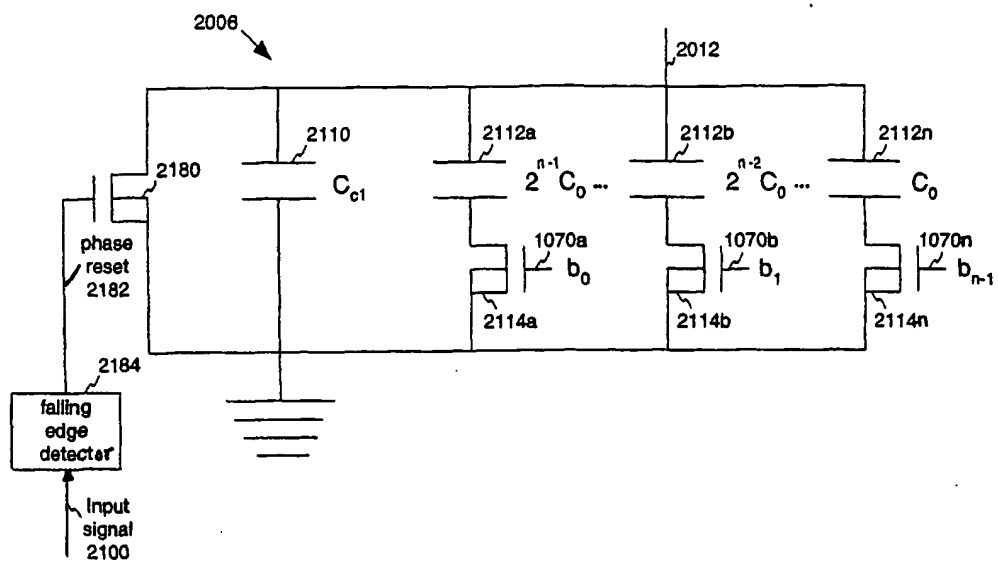 2006
2012
2110
2112a
2112b
2112n
2180
C_c1
2^n-1 C_0 ...
2^n-2 C_0 ...
C_0
phase
reset
2182
1070a
b_0
1070b
b_1
1070n
b_n-1
2114a
2114b
2114n
2184
falling
edge
detector
Input
signal
2100